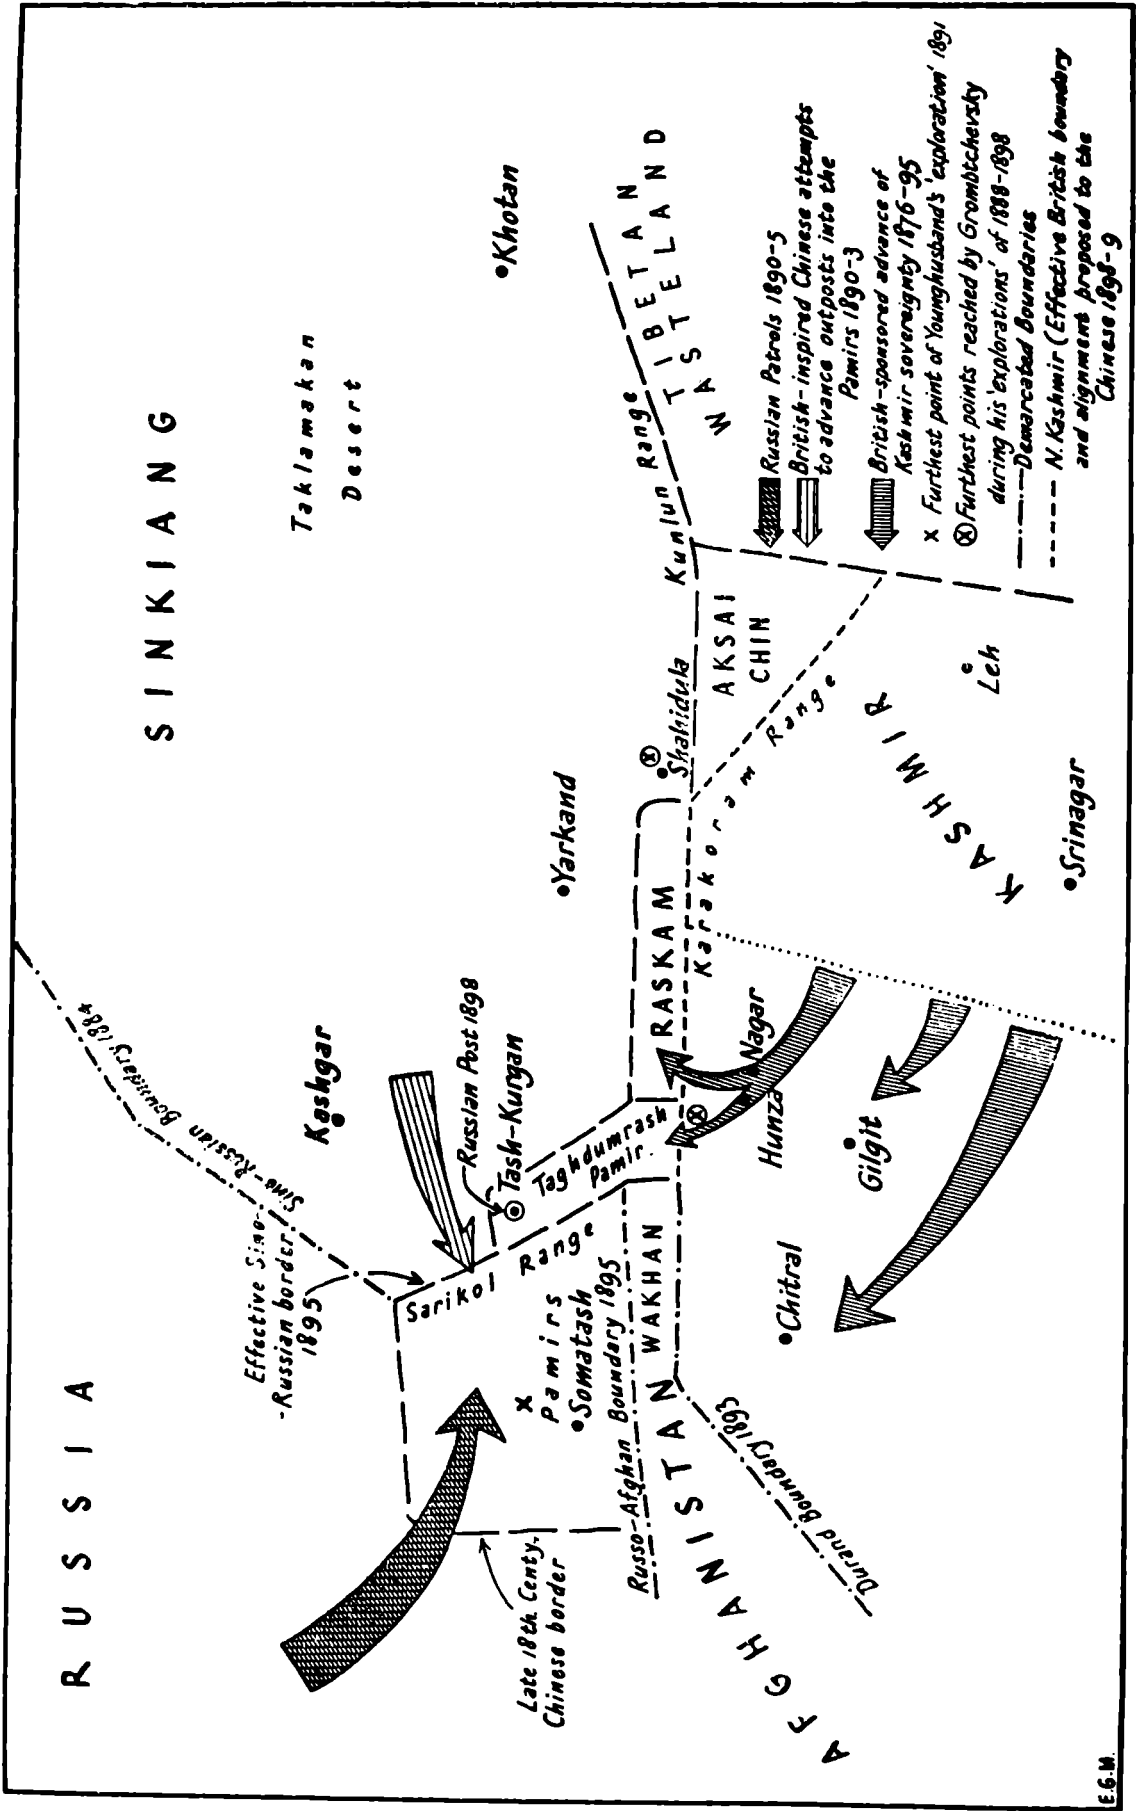 RUSSIA
SINKIANG
Taklamakan
Desert
Khotan
Yarkand
Kashgar
Sino-Russian Boundary 1884
Effective Sino-
-Russian border
1895
Russian Post 1898
Tash-Kurgan
Sarikol Range
Taghdumbash
Pamir
Late 18th Centy.
Chinese border
x
Pamirs
Somatash
Russo-Afghan Boundary 1895
WAKHAN
AFGHANISTAN
Durand Boundary 1893
Chitral
Gilgit
Hunza
Nagar
RASKAM
Karakoram Range
Shahidula
Kunlun Range
AKSAI
CHIN
TIBETAN
WASTELAND
Leh
KASHMIR
Srinagar
Russian Patrols 1890-5
British-inspired Chinese attempts
to advance outposts into the
Pamirs 1890-3
British-sponsored advance of
Kashmir sovereignty 1876-95
x Furthest point of Younghusband's 'exploration' 1891
Furthest points reached by Grombtchevsky
during his 'explorations' of 1888-1898
Demarcated Boundaries
N. Kashmir (Effective British boundary
and alignment proposed to the
Chinese 1898-9
E.G.M.